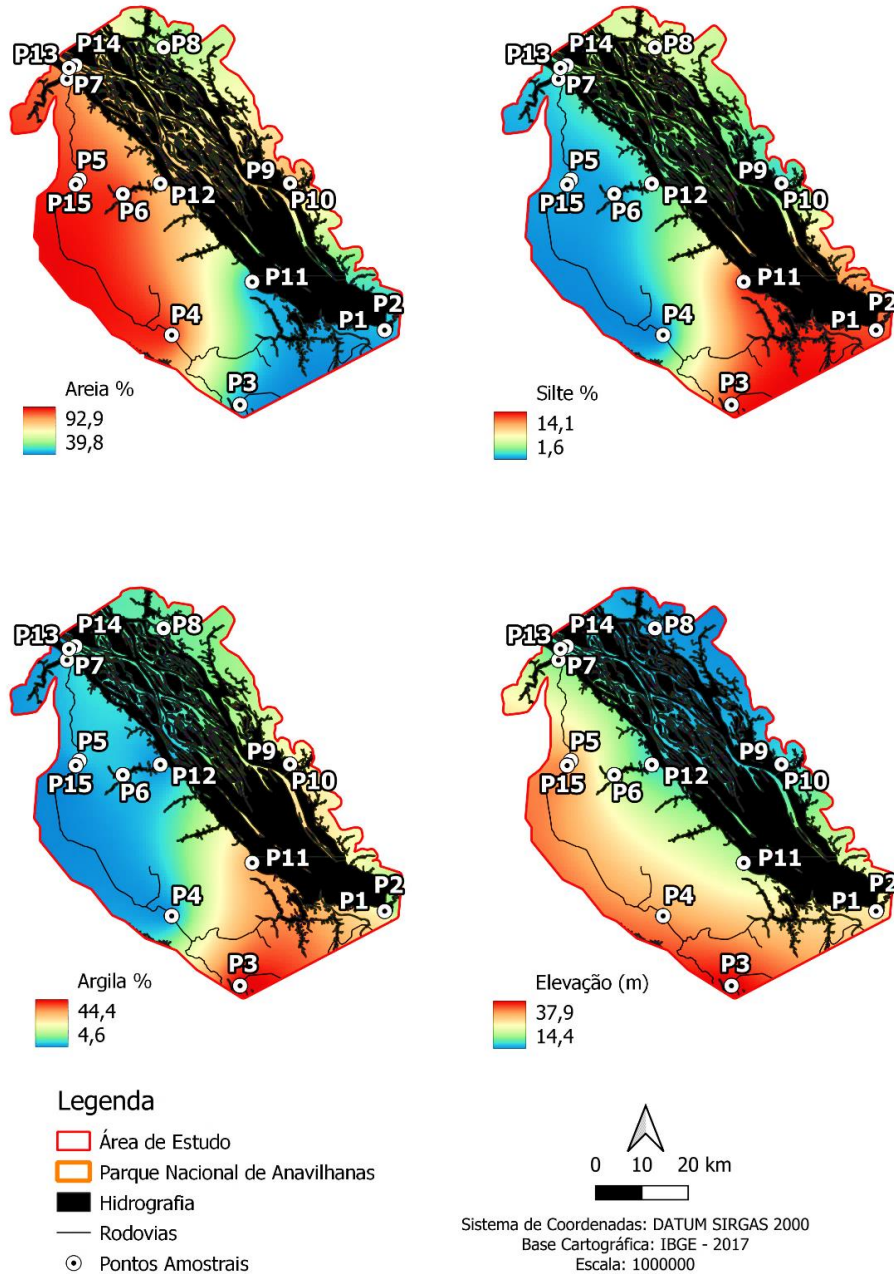 P13
P14
P8
P7
P5
P15
P6
P12
P9
P10
P11
P4
P2
P1
P3
Areia %
92,9
39,8
P13
P14
P8
P7
P5
P15
P6
P12
P9
P10
P11
P4
P2
P1
P3
Silte %
14,1
1,6
P13
P14
P8
P7
P5
P15
P6
P12
P9
P10
P11
P4
P2
P1
P3
Argila %
44,4
4,6
P13
P14
P8
P7
P5
P15
P6
P12
P9
P10
P11
P4
P2
P1
P3
Elevação (m)
37,9
14,4
Legenda
Área de Estudo
Parque Nacional de Anavilhanas
Hidrografia
Rodovias
Pontos Amostrais
0 10 20 km
Sistema de Coordenadas: DATUM SIRGAS 2000
Base Cartográfica: IBGE - 2017
Escala: 1000000